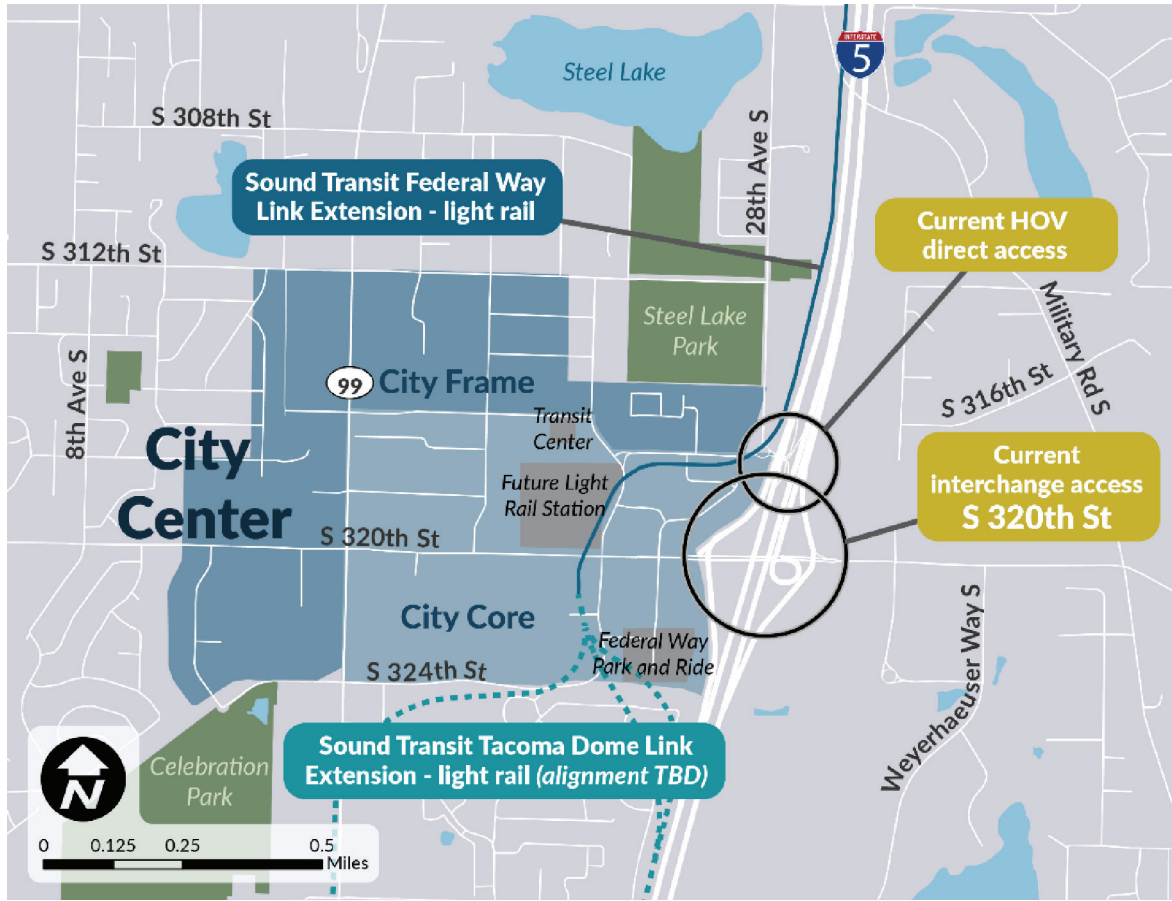 INTERSTATE
5
Steel Lake
S 308th St
28th Ave S
Sound Transit Federal Way
Link Extension - light rail
Current HOV
direct access
S 312th St
Military Rd S
Steel Lake
Park
8th Ave S
99
City Frame
S 316th St
Transit
Center
City
Center
Current
interchange access
S 320th St
Future Light
Rail Station
S 320th St
City Core
Weyerhaeuser Way S
Federal Way
Park and Ride
S 324th St
Sound Transit Tacoma Dome Link
Extension - light rail (alignment TBD)
Celebration
Park
N
0 0.125 0.25 0.5
Miles